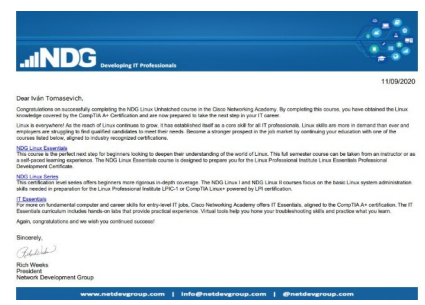 NDG Developing IT Professionals
11/09/2020
Dear Iván Tomasevich,
Congratulations on successfully completing the NDG Linux Unhatched course in the Cisco Networking Academy. By completing this course, you have obtained the Linux
knowledge covered by the CompTIA A+ Certification and are now prepared to take the next step in your IT career.
Linux is everywhere! As the reach of Linux continues to grow, it has established itself as a core skill for all IT professionals. Linux skills are more in demand than ever and
employers are struggling to find qualified candidates to meet their needs. Become a stronger prospect in the job market by continuing your education with one of the
courses listed below, aligned to industry recognized certifications.
NDG Linux Essentials
This course is the perfect next step for beginners looking to deepen their understanding of the world of Linux. This full semester course can be taken from an instructor or as
a self-paced learning experience. The NDG Linux Essentials course is designed to prepare you for the Linux Professional Institute Linux Essentials Professional
Development Certificate.
NDG Linux Series
This certification level series offers beginners more rigorous in-depth coverage. The NDG Linux I and NDG Linux II courses focus on the basic Linux system administration
skills needed in preparation for the Linux Professional Institute LPIC-1 or CompTIA Linux+ powered by LPI certification.
IT Essentials
For more on fundamental computer and career skills for entry-level IT jobs, Cisco Networking Academy offers IT Essentials, aligned to the CompTIA A+ certification. The IT
Essentials curriculum includes hands-on labs that provide practical experience. Virtual tools help you hone your troubleshooting skills and practice what you learn.
Again, congratulations and we wish you continued success!
Sincerely,
Rich Weeks
President
Network Development Group
www.netdevgroup.com | info@netdevgroup.com | @netdevgroup.com